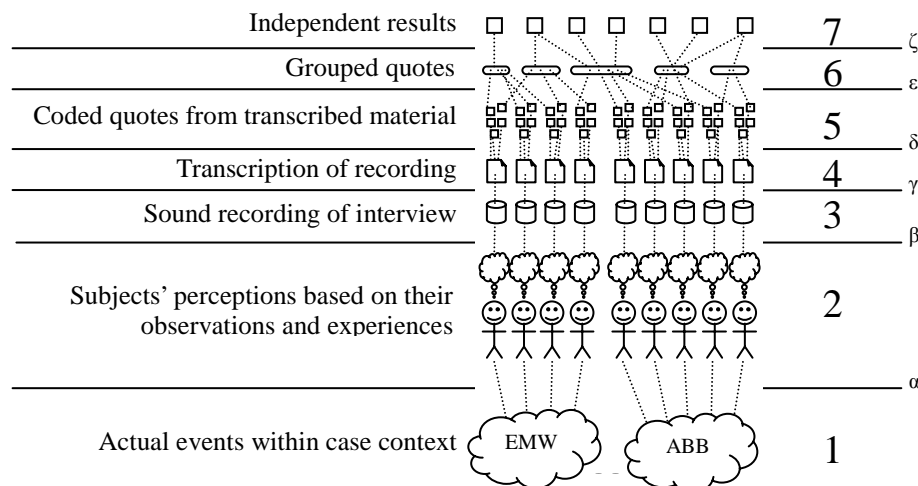 Independent results 7
ζ
Grouped quotes 6
ε
Coded quotes from transcribed material 5
δ
Transcription of recording 4
γ
Sound recording of interview 3
β
Subjects’ perceptions based on their
observations and experiences 2
α
Actual events within case context EMW ABB 1